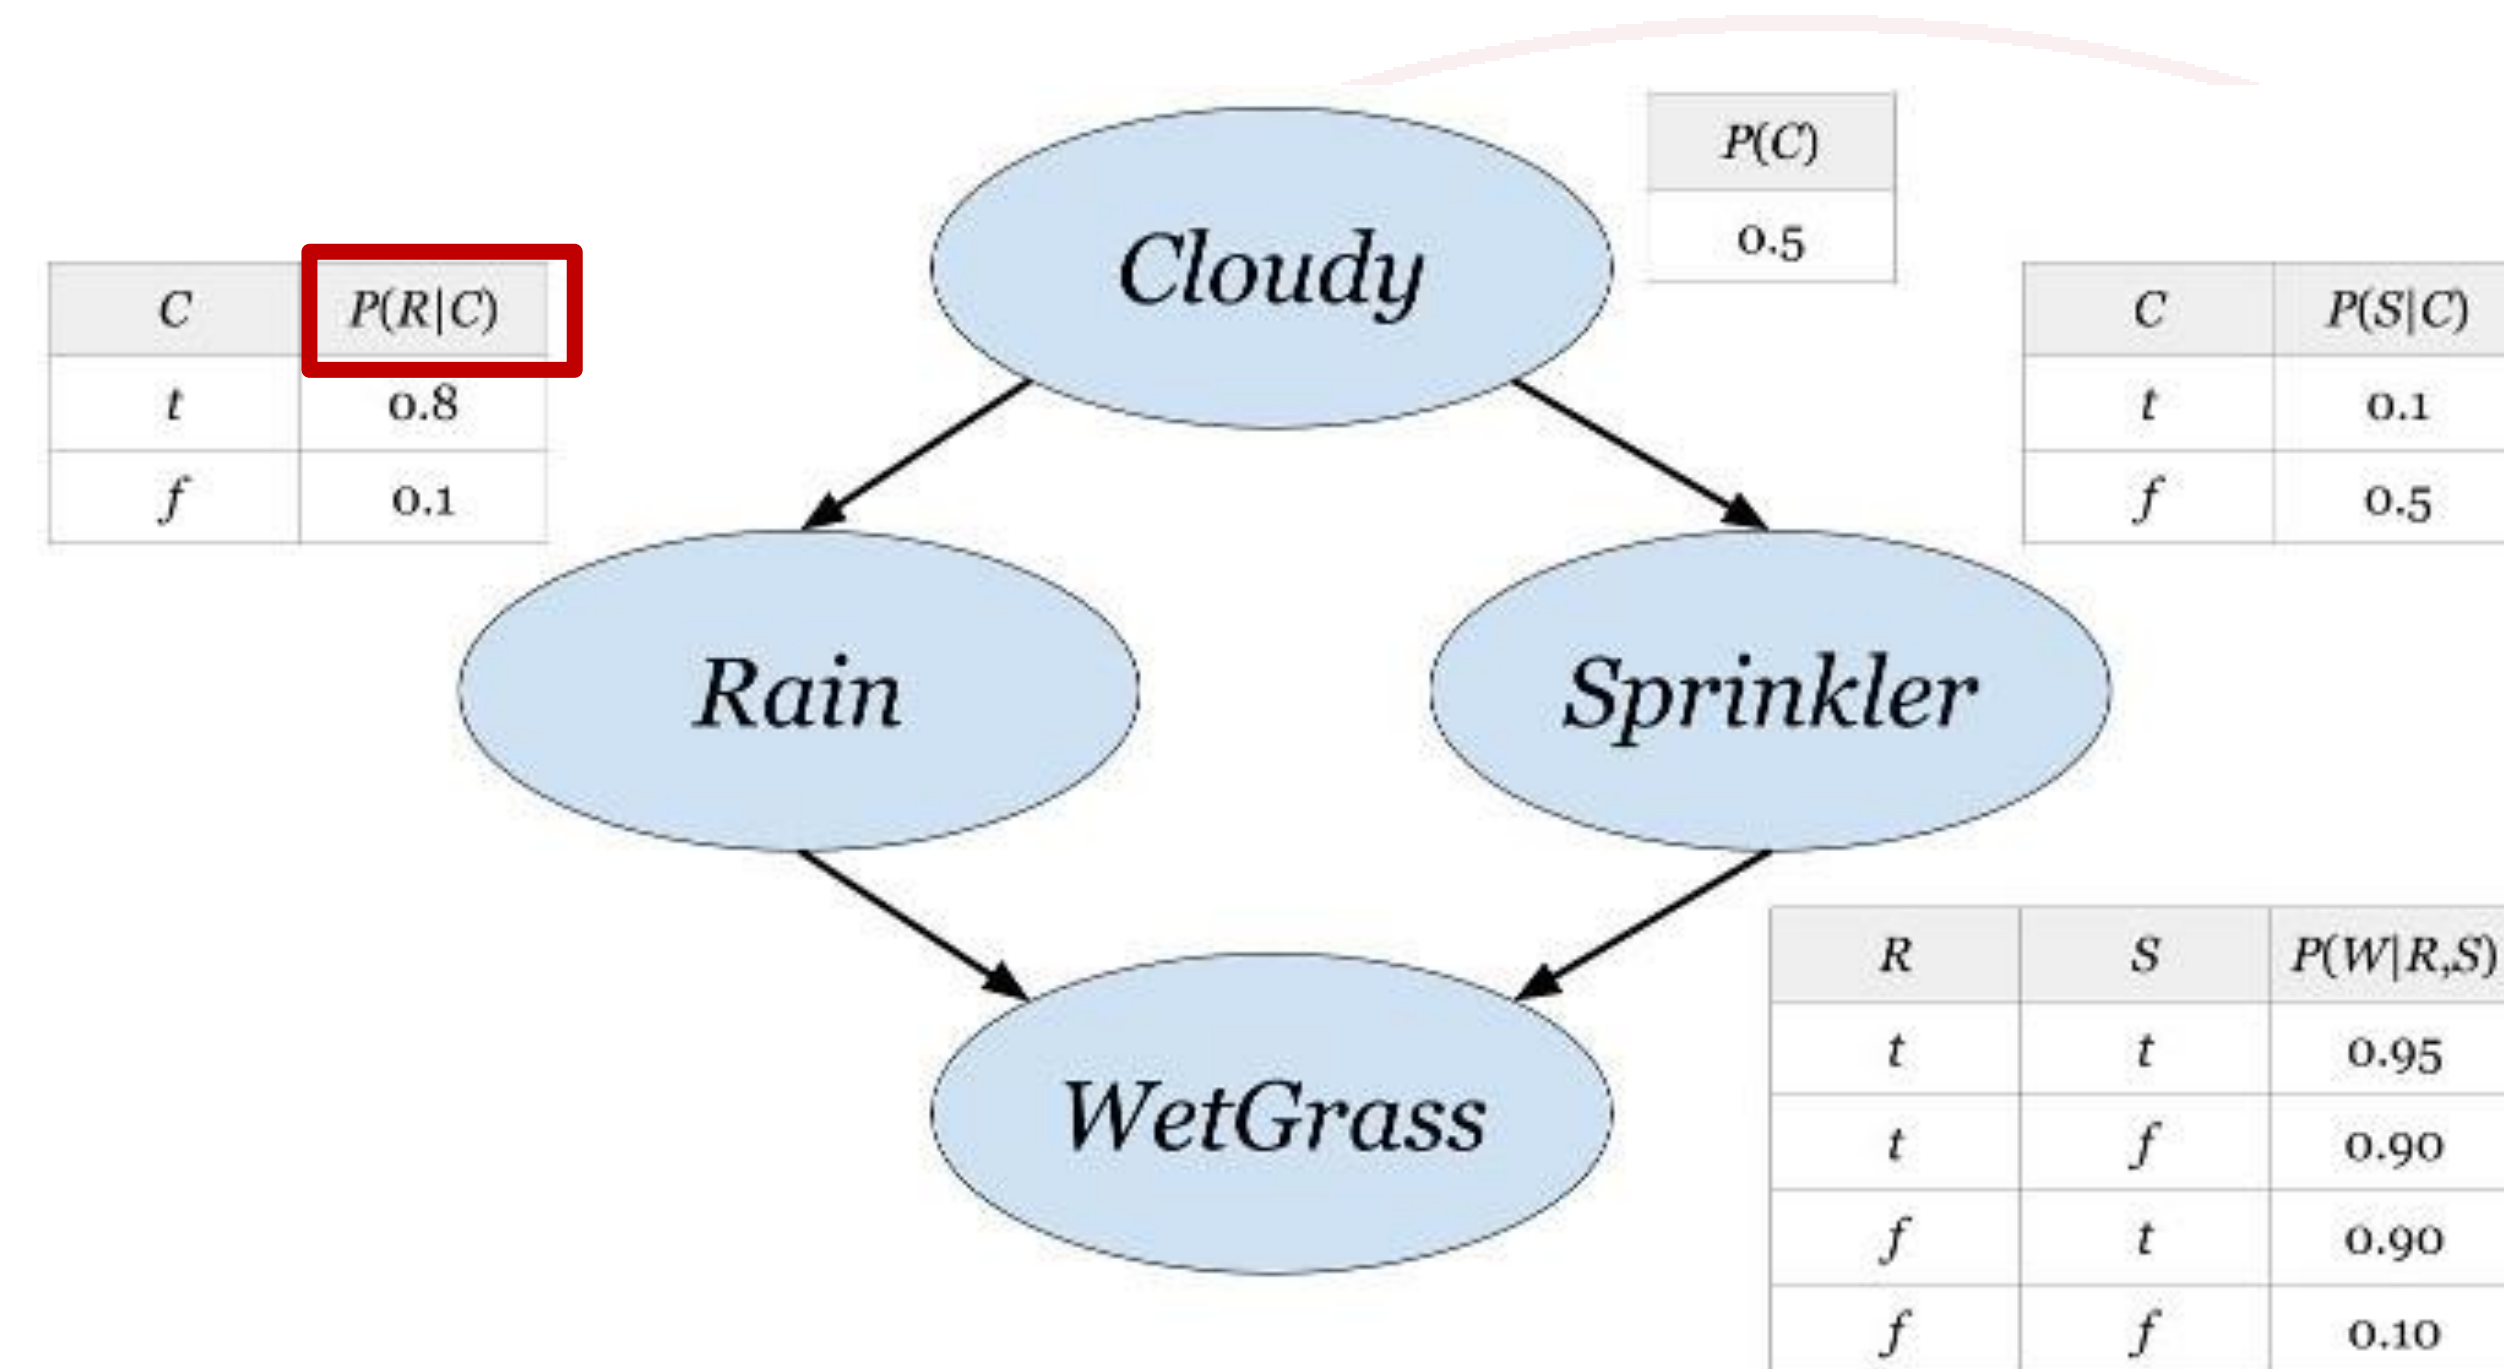 Cloudy
P(C)
0.5
C P(R|C)
t 0.8
f 0.1
C P(S|C)
t 0.1
f 0.5
Rain
Sprinkler
WetGrass
R S P(W|R,S)
t t 0.95
t f 0.90
f t 0.90
f f 0.10